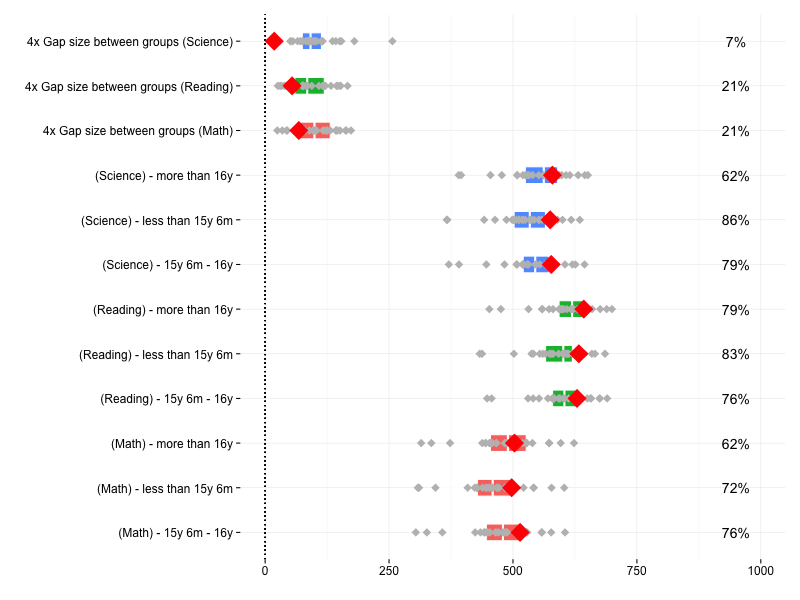 4x Gap size between groups (Science) 7%
4x Gap size between groups (Reading) 21%
4x Gap size between groups (Math) 21%
(Science) - more than 16y 62%
(Science) - less than 15y 6m 86%
(Science) - 15y 6m - 16y 79%
(Reading) - more than 16y 79%
(Reading) - less than 15y 6m 83%
(Reading) - 15y 6m - 16y 76%
(Math) - more than 16y 62%
(Math) - less than 15y 6m 72%
(Math) - 15y 6m - 16y 76%
0 250 500 750 1000